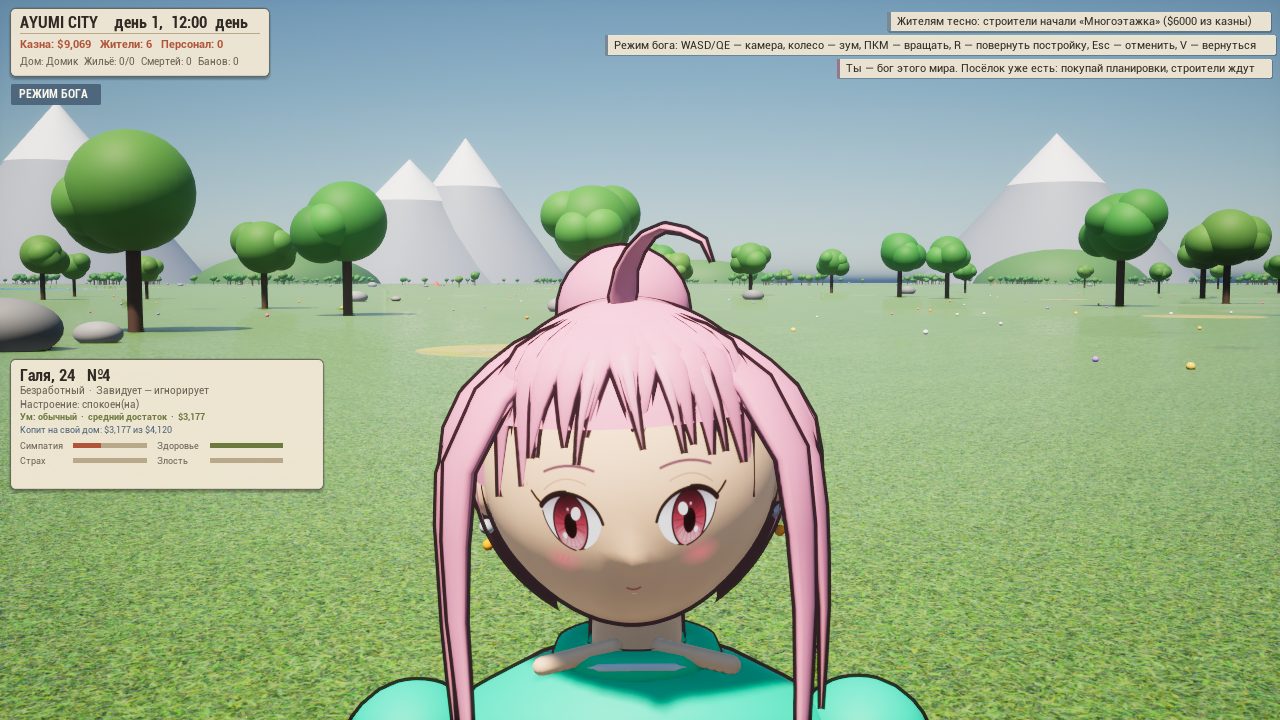 AYUMI CITY день 1, 12:00 день
Казна: $9,069 Жители: 6 Персонал: 0
Дом: Домик Жильё: 0/0 Смертей: 0 Банов: 0
РЕЖИМ БОГА
Жителям тесно: строители начали «Многоэтажка» ($6000 из казны)
Режим бога: WASD/QE — камера, колесо — зум, ПКМ — вращать, R — повернуть постройку, Esc — отменить, V — вернуться
Ты — бог этого мира. Посёлок уже есть: покупай планировки, строители ждут
Галя, 24 №4
Безработный · Завидует — игнорирует
Настроение: спокоен(на)
Ум: обычный · средний достаток · $3,177
Копит на свой дом: $3,177 из $4,120
Симпатия Здоровье
Страх Злость